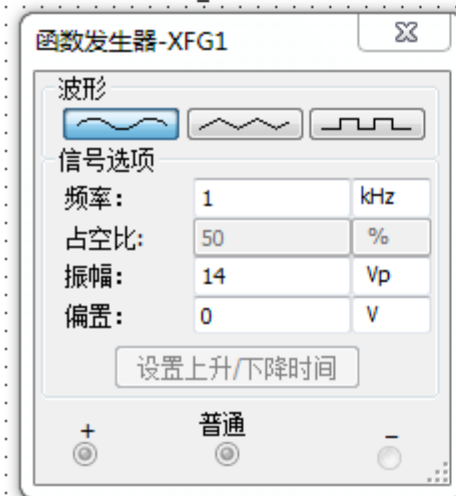 函数发生器-XFG1
波形
信号选项
频率: 1 kHz
占空比: 50 %
振幅: 14 Vp
偏置: 0 V
设置上升/下降时间
+ 普通 −